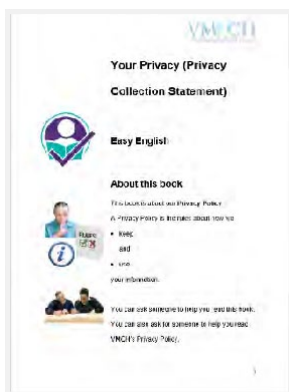 VMCH
Your Privacy (Privacy
Collection Statement)
Easy English
About this book
This book is about our Privacy Policy
A Privacy Policy is the rules about how we
• keep
and
• use
your information.
You can ask someone to help you read this book.
You can also ask for someone to help you read
VMCH's Privacy Policy.